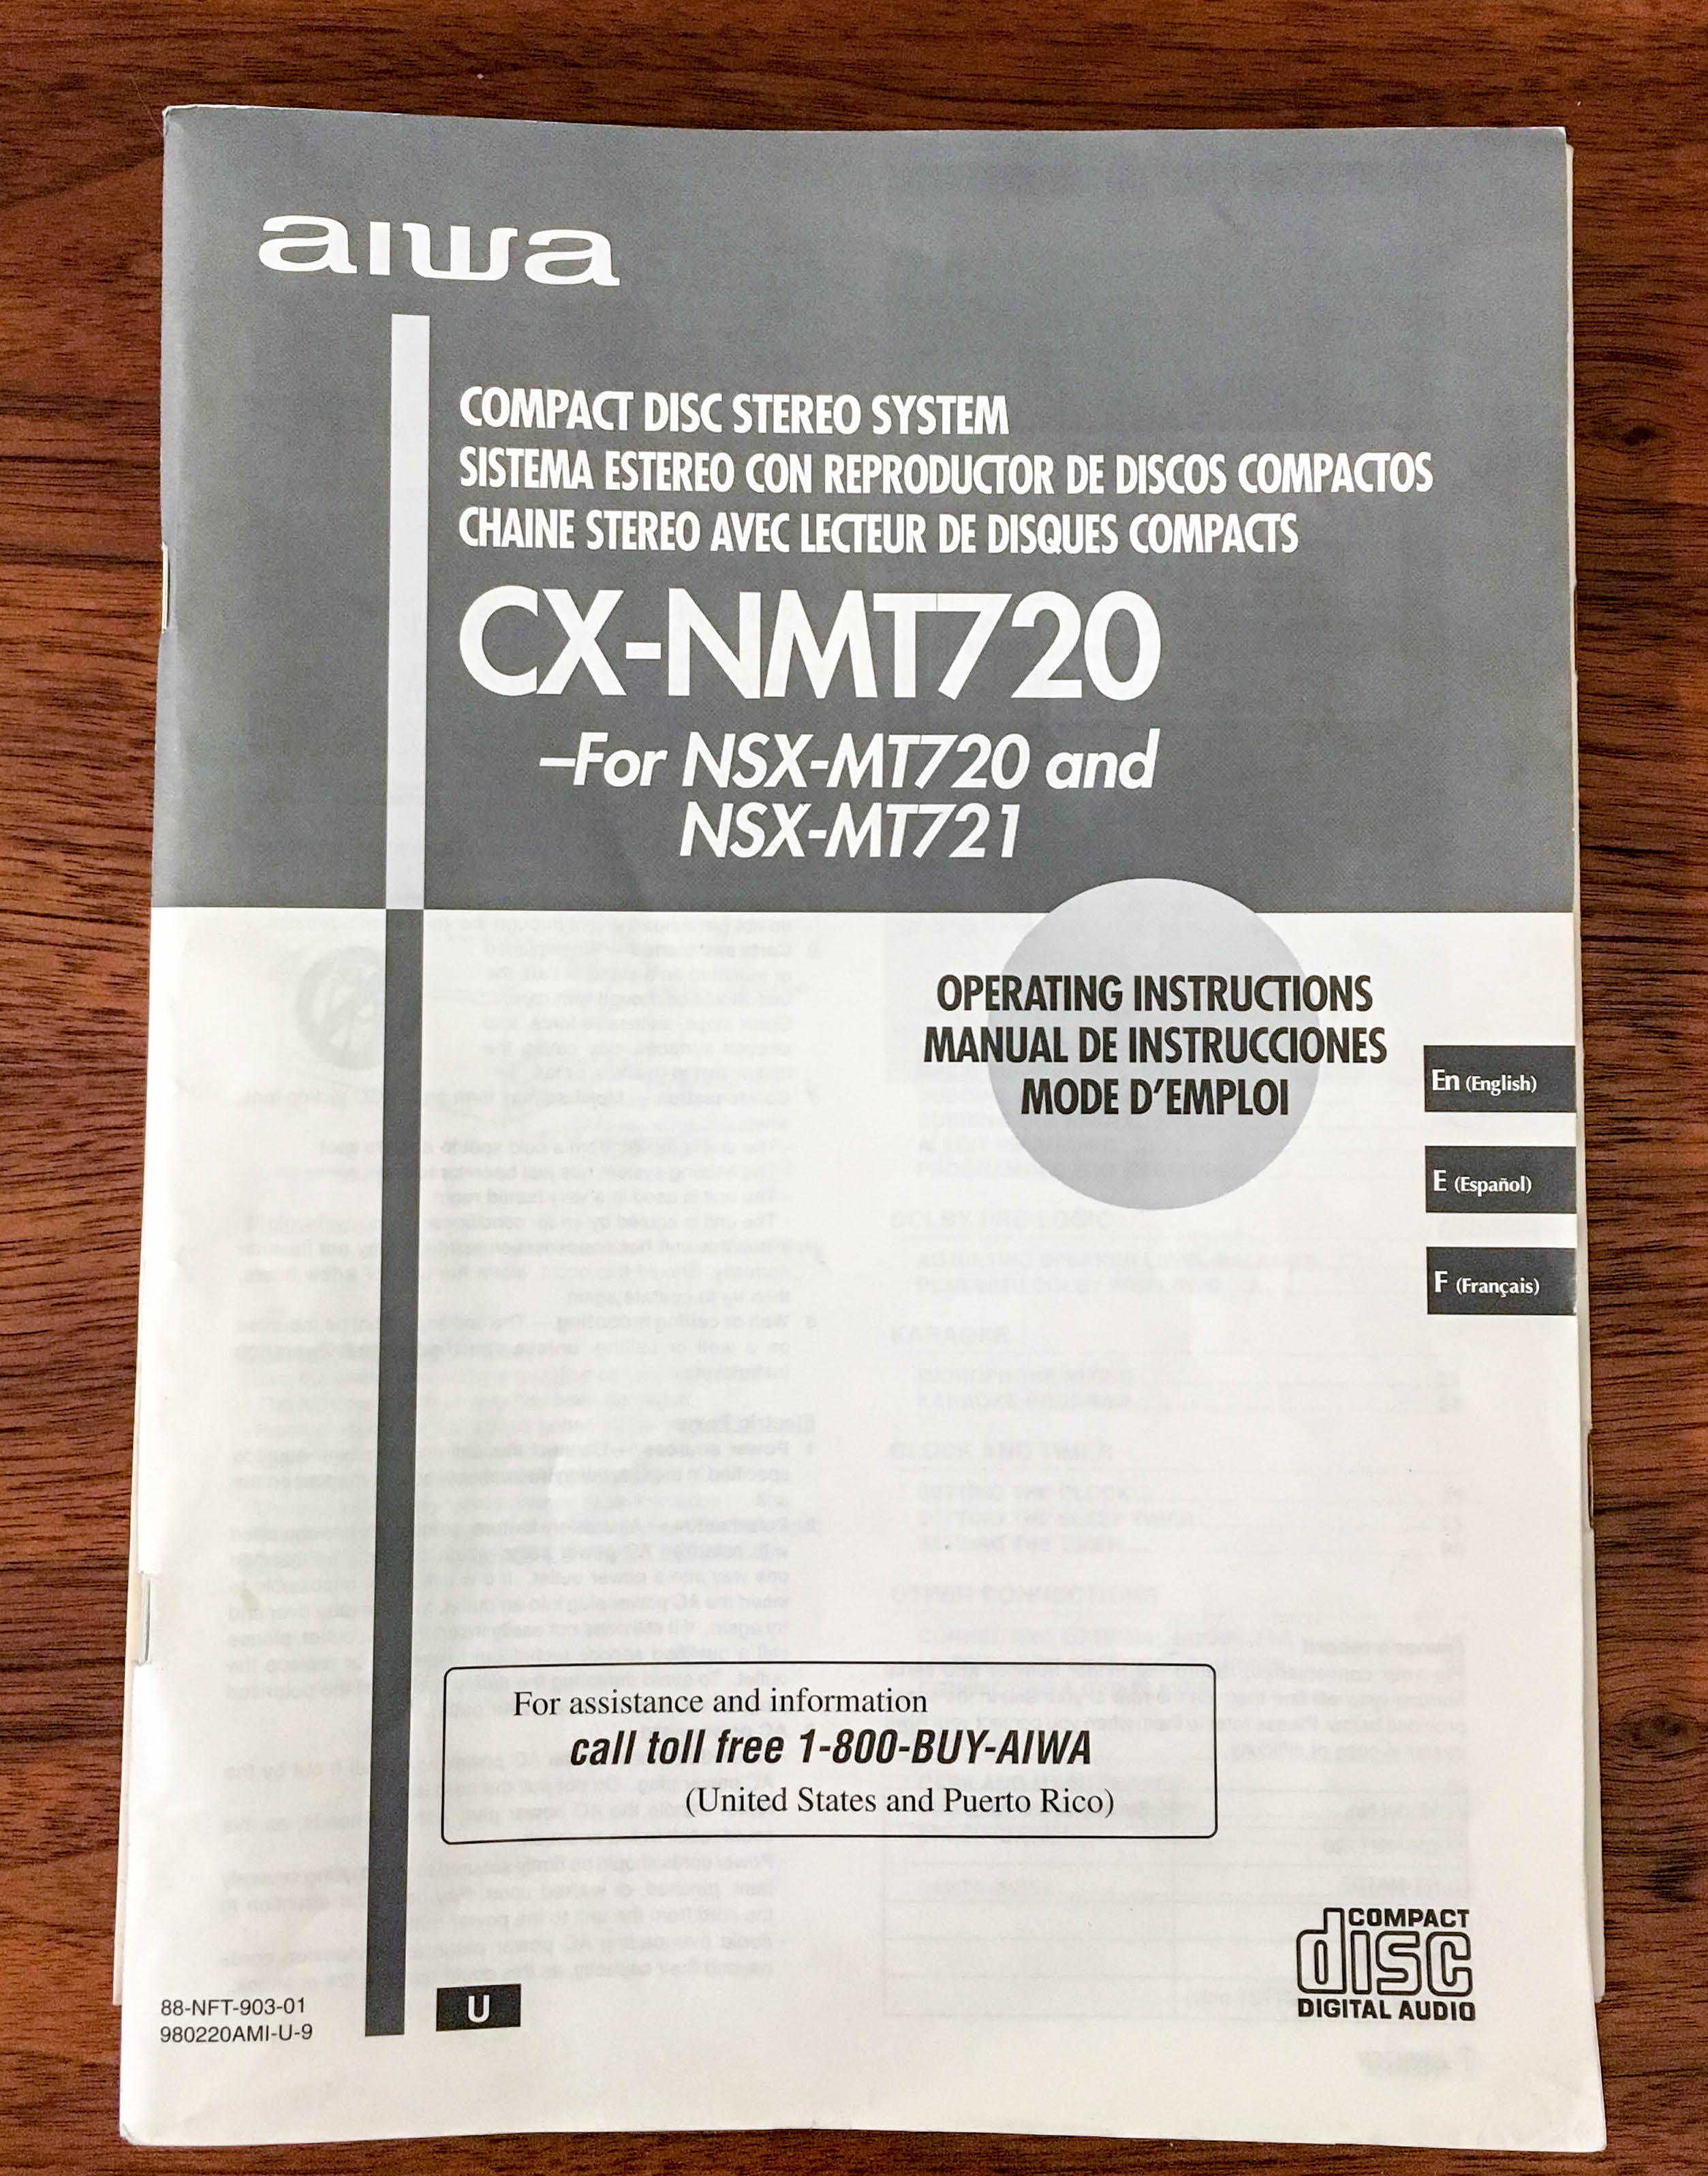 aiwa
COMPACT DISC STEREO SYSTEM
SISTEMA ESTEREO CON REPRODUCTOR DE DISCOS COMPACTOS
CHAINE STEREO AVEC LECTEUR DE DISQUES COMPACTS
CX-NMT720
–For NSX-MT720 and
NSX-MT721
OPERATING INSTRUCTIONS
MANUAL DE INSTRUCCIONES
MODE D'EMPLOI
En (English)
E (Español)
F (Français)
For assistance and information
call toll free 1-800-BUY-AIWA
(United States and Puerto Rico)
88-NFT-903-01
980220AMI-U-9
U
COMPACT
disc
DIGITAL AUDIO